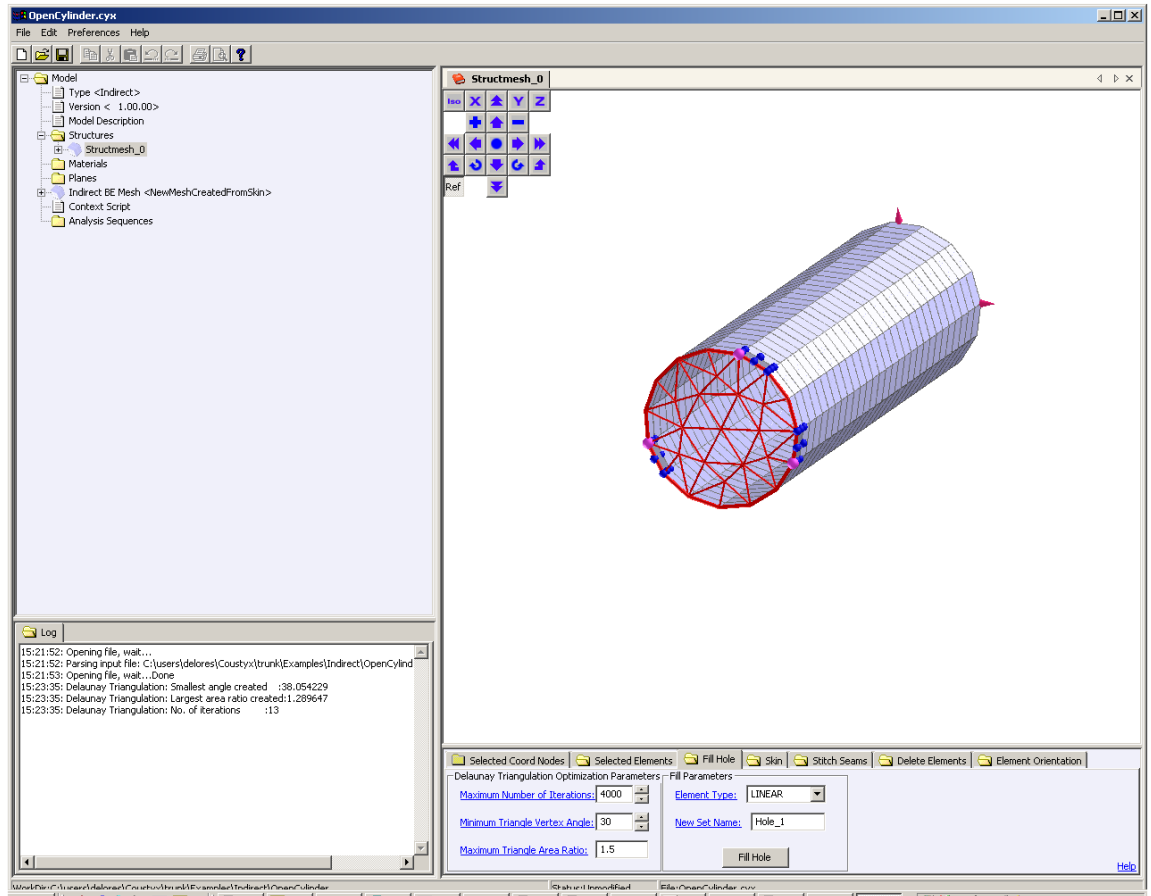 OpenCylinder.cyx
File Edit Preferences Help
Model
Type <Indirect>
Version < 1.00.00>
Model Description
Structures
Structmesh_0
Materials
Planes
Indirect BE Mesh <NewMeshCreatedFromSkin>
Context Script
Analysis Sequences
Structmesh_0
Iso X Y Z
Ref
Log
15:21:52: Opening file, wait...
15:21:52: Parsing input file: C:\users\delores\Coustyx\trunk\Examples\Indirect\OpenCylind
15:21:53: Opening file, wait...Done
15:23:35: Delaunay Triangulation: Smallest angle created :38.054229
15:23:35: Delaunay Triangulation: Largest area ratio created:1.289647
15:23:35: Delaunay Triangulation: No. of iterations :13
Selected Coord Nodes Selected Elements Fill Hole Skin Stitch Seams Delete Elements Element Orientation
Delaunay Triangulation Optimization Parameters Fill Parameters
Maximum Number of Iterations: 4000 Element Type: LINEAR
Minimum Triangle Vertex Angle: 30 New Set Name: Hole_1
Maximum Triangle Area Ratio: 1.5 Fill Hole
Help
WorkDir:C:\users\delores\Coustyx\trunk\Examples\Indirect\OpenCylinder Status:Unmodified File:OpenCylinder.cyx